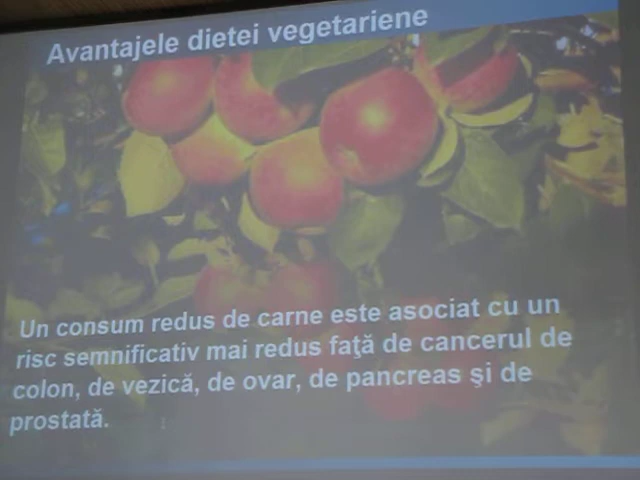 Avantajele dietei vegetariene
Un consum redus de carne este asociat cu un
risc semnificativ mai redus faţă de cancerul de
colon, de vezică, de ovar, de pancreas şi de
prostată.